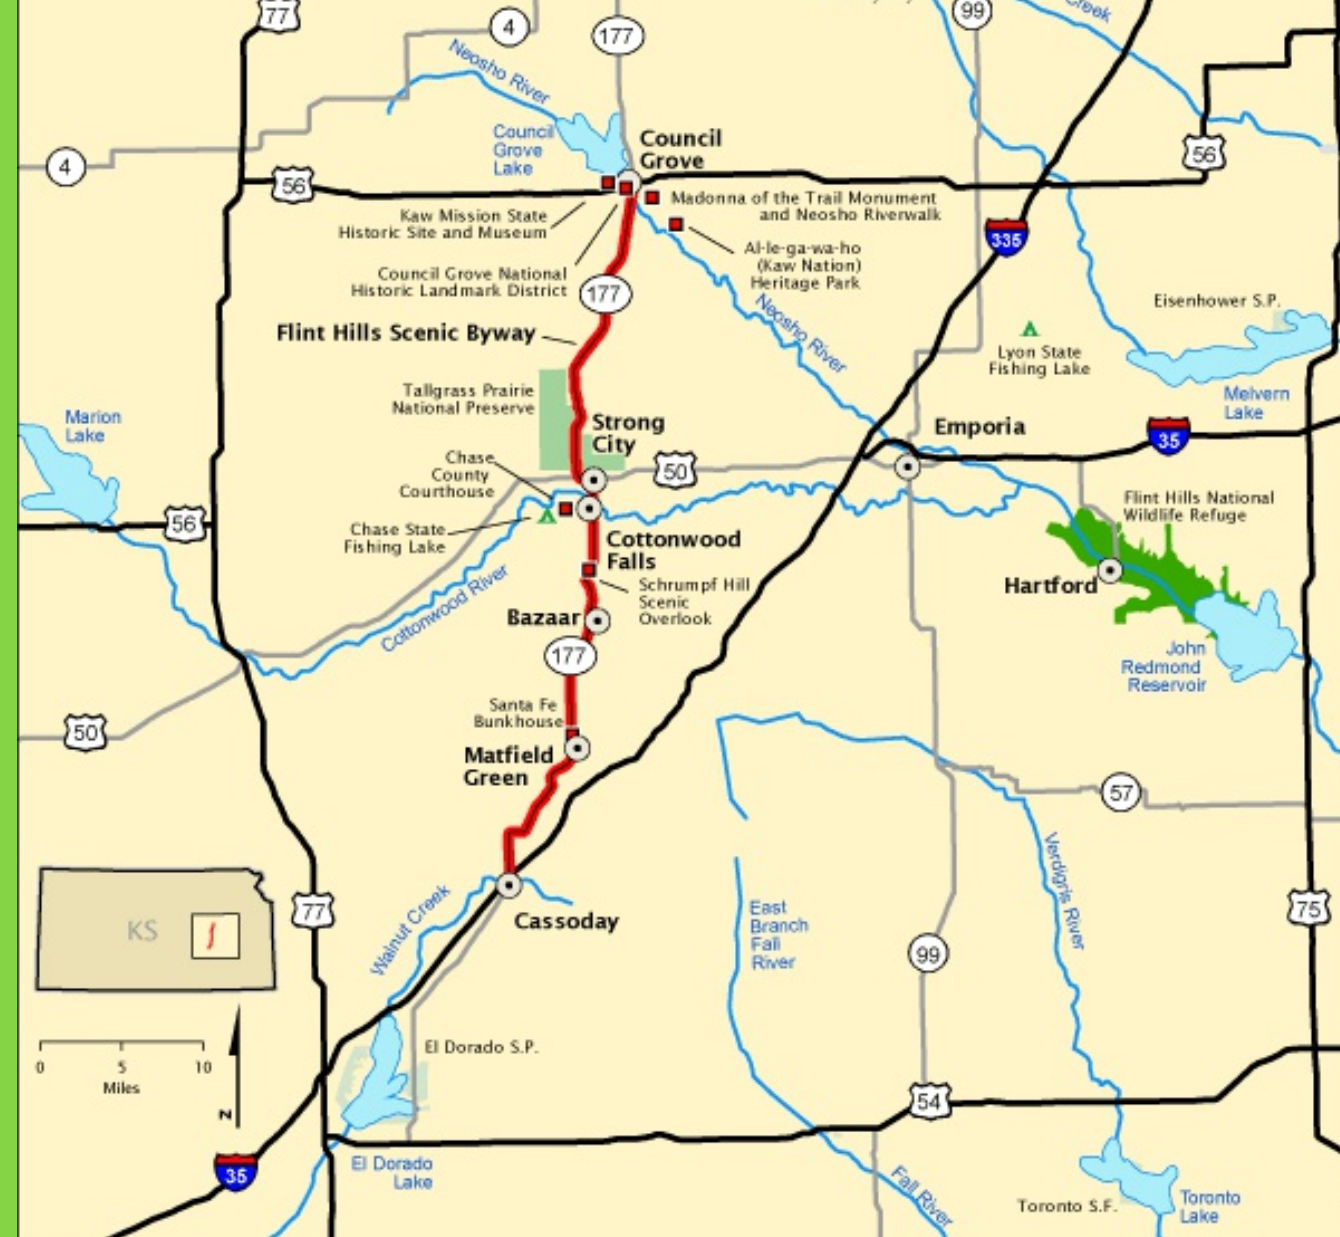 77
4
177
99
Creek
Neosho River
Council
Grove
Lake
Council
Grove
4
56
56
Kaw Mission State
Historic Site and Museum
Madonna of the Trail Monument
and Neosho Riverwalk
335
Al-le-ga-wa-ho
(Kaw Nation)
Heritage Park
Council Grove National
Historic Landmark District
177
Neosho River
Eisenhower S.P.
Flint Hills Scenic Byway
Lyon State
Fishing Lake
Tallgrass Prairie
National Preserve
Melvern
Lake
Marion
Lake
Strong
City
Emporia
35
Chase
County
Courthouse
50
Flint Hills National
Wildlife Refuge
56
Chase State
Fishing Lake
Cottonwood
Falls
Cottonwood River
Schrumpf Hill
Scenic
Overlook
Hartford
Bazaar
177
John
Redmond
Reservoir
50
Santa Fe
Bunkhouse
Matfield
Green
57
Verdigris River
KS
77
Walnut Creek
Cassoday
East
Branch
Fall
River
99
75
0 5 10
Miles
N
El Dorado S.P.
54
35
El Dorado
Lake
Fall River
Toronto S.F.
Toronto
Lake